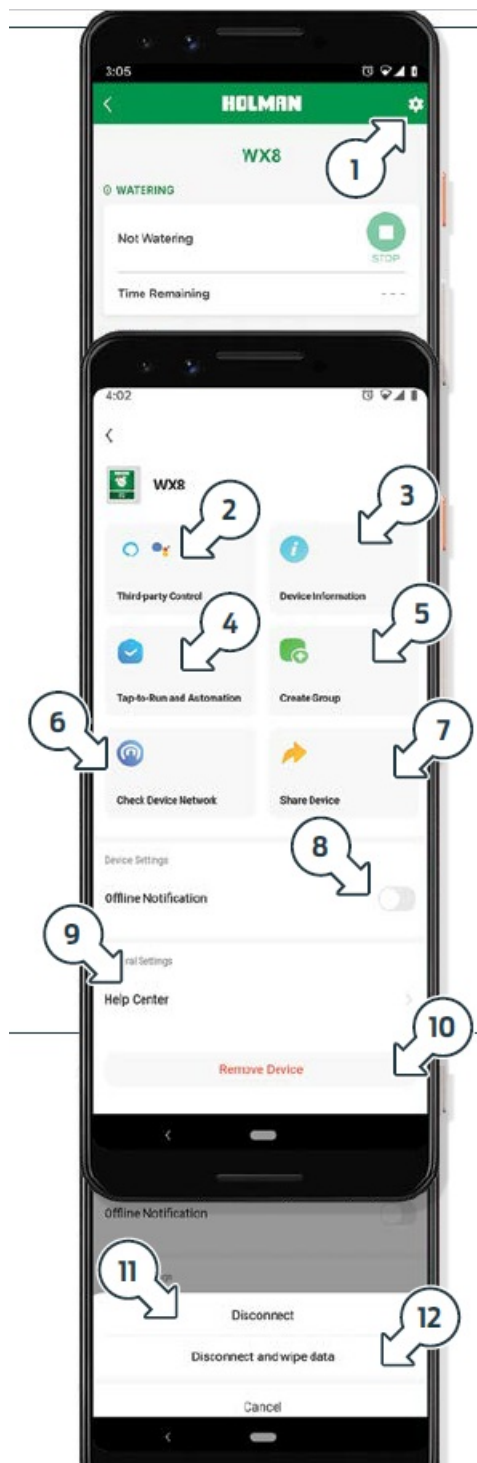 3:05
HOLMAN
1
WX8
WATERING
Not Watering
STOP
Time Remaining
- - -
4:02
WX8
2
3
Third-party Control
Device Information
4
5
Tap-to-Run and Automation
Create Group
6
7
Check Device Network
Share Device
8
Device Settings
Offline Notification
9
ral Settings
Help Center
10
Remove Device
Offline Notification
11
Disconnect
12
Disconnect and wipe data
Cancel